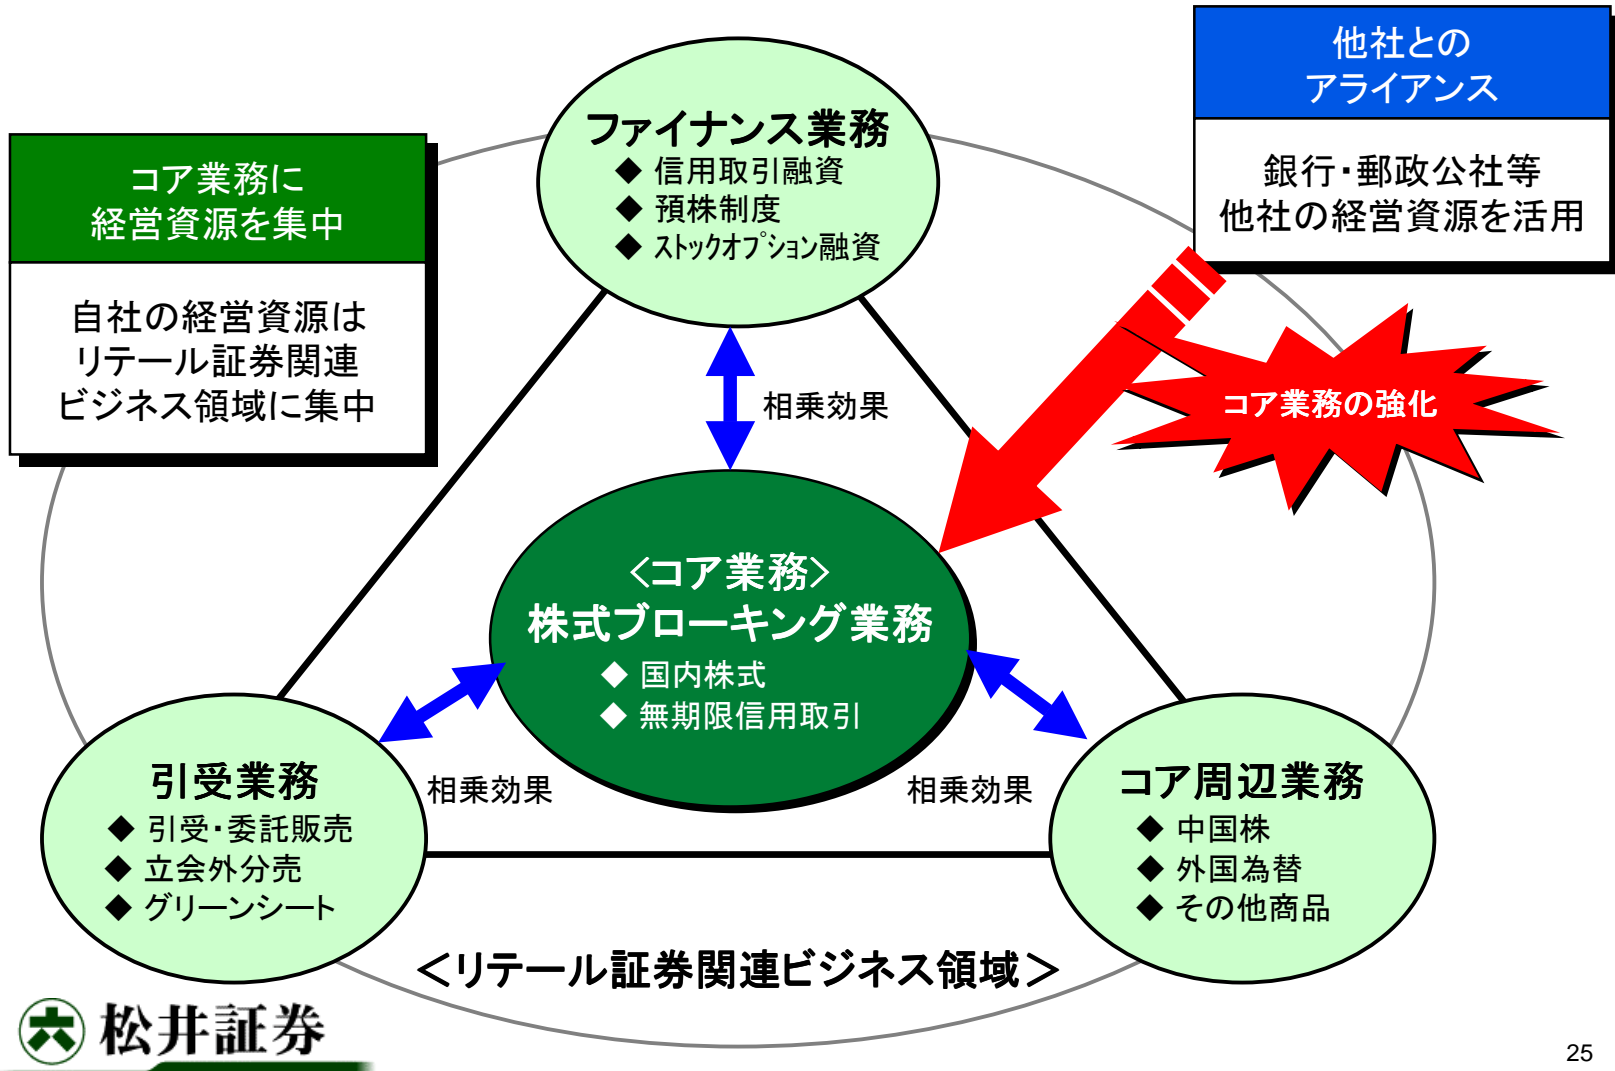 他社との
アライアンス
銀行・郵政公社等
他社の経営資源を活用
コア業務に
経営資源を集中
自社の経営資源は
リテール証券関連
ビジネス領域に集中
ファイナンス業務
◆ 信用取引融資
◆ 預株制度
◆ ストックオプション融資
コア業務の強化
相乗効果
<コア業務>
株式ブローキング業務
◆ 国内株式
◆ 無期限信用取引
相乗効果
相乗効果
引受業務
◆ 引受・委託販売
◆ 立会外分売
◆ グリーンシート
コア周辺業務
◆ 中国株
◆ 外国為替
◆ その他商品
<リテール証券関連ビジネス領域>
松井証券
25